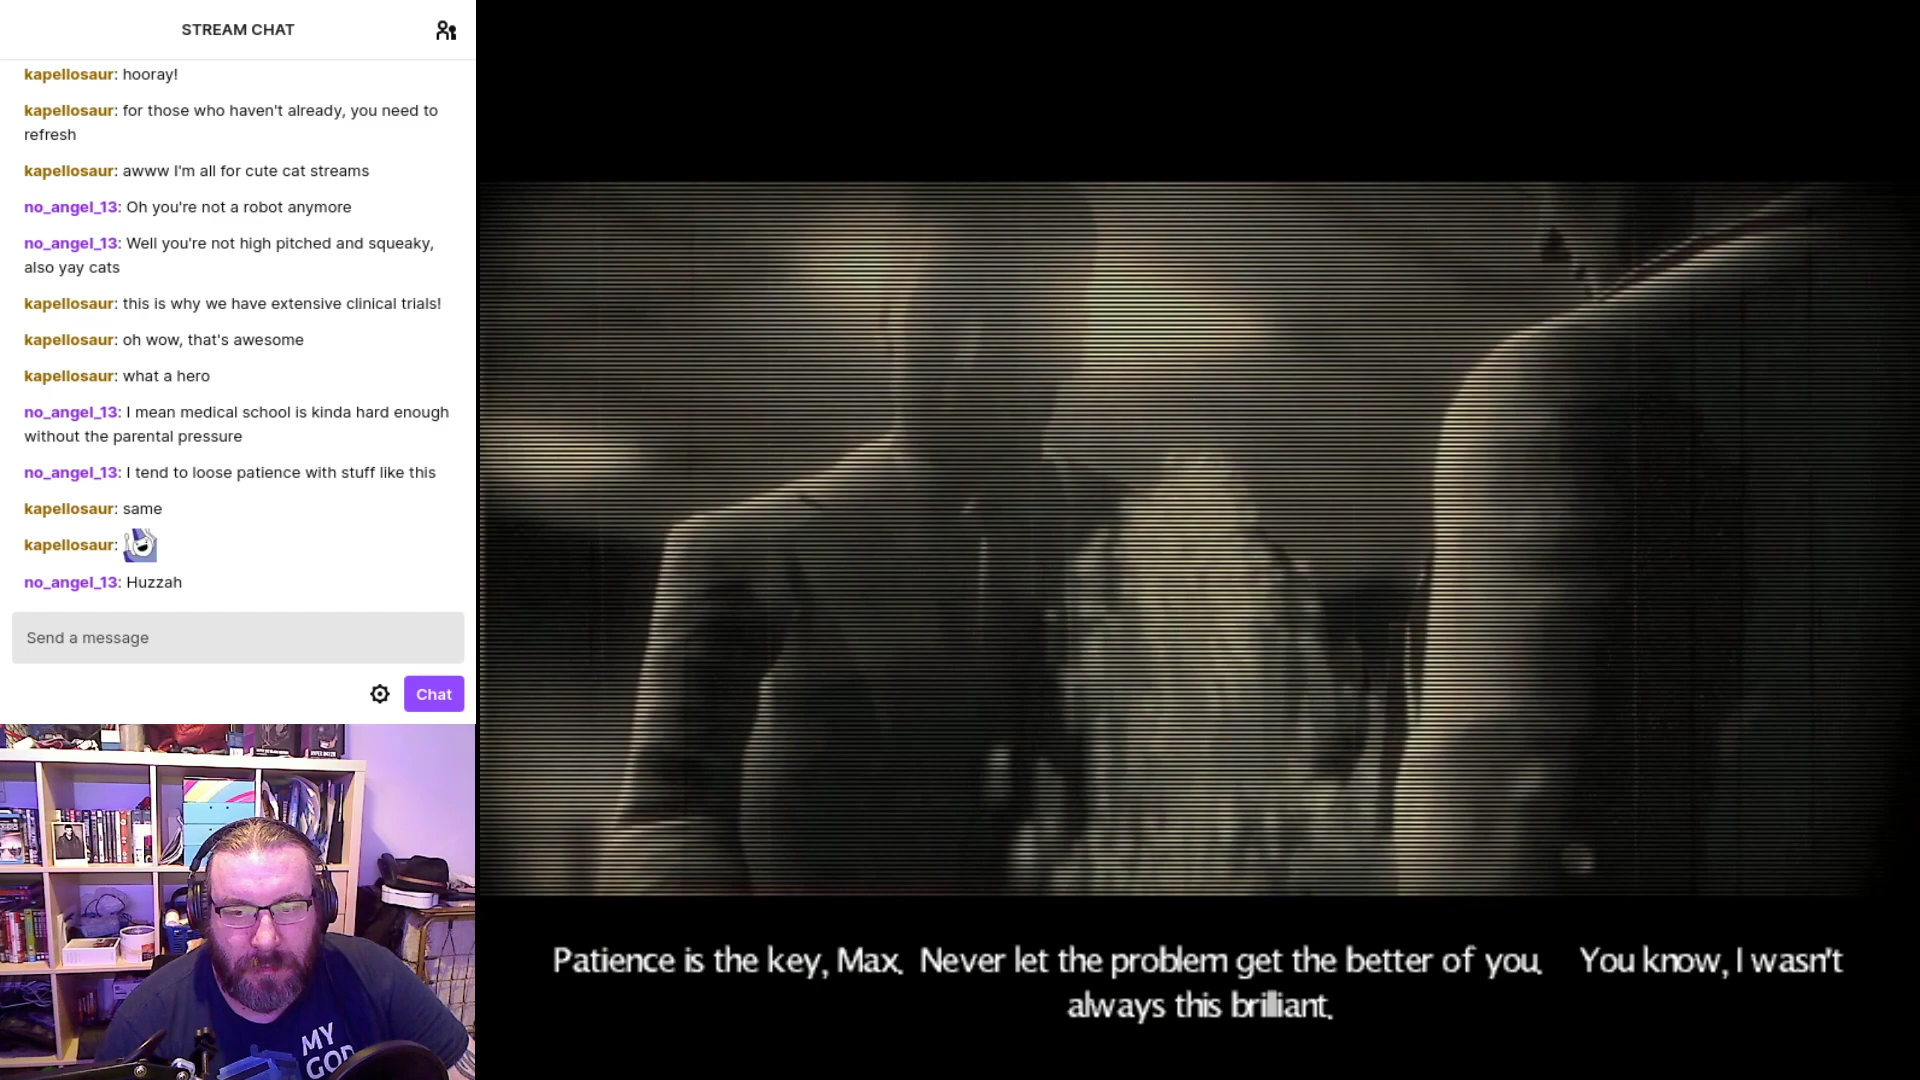 STREAM CHAT
kapellosaur: hooray!
kapellosaur: for those who haven't already, you need to
refresh
kapellosaur: awww I'm all for cute cat streams
no_angel_13: Oh you're not a robot anymore
no_angel_13: Well you're not high pitched and squeaky,
also yay cats
kapellosaur: this is why we have extensive clinical trials!
kapellosaur: oh wow, that's awesome
kapellosaur: what a hero
no_angel_13: I mean medical school is kinda hard enough
without the parental pressure
no_angel_13: I tend to loose patience with stuff like this
kapellosaur: same
kapellosaur:
no_angel_13: Huzzah
Send a message
Chat
MY
GOD
Patience is the key, Max. Never let the problem get the better of you. You know, I wasn't
always this brilliant.